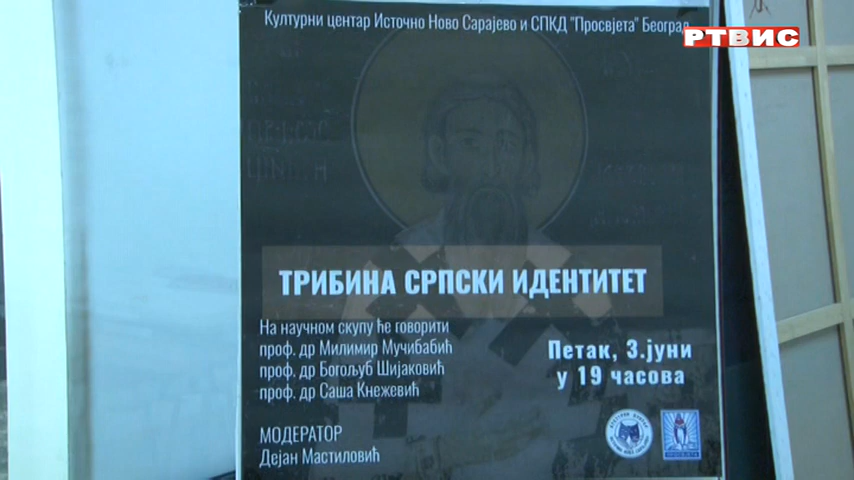 Културни центар Источно Ново Сарајево и СПКД "Просвјета" Београд
РТВИС
ТРИБИНА СРПСКИ ИДЕНТИТЕТ
На научном скупу ће говорити
проф. др Милимир Мучибабић
проф. др Богољуб Шијаковић
проф. др Саша Кнежевић
Петак, 3.јуни
у 19 часова
МОДЕРАТОР
Дејан Мастиловић